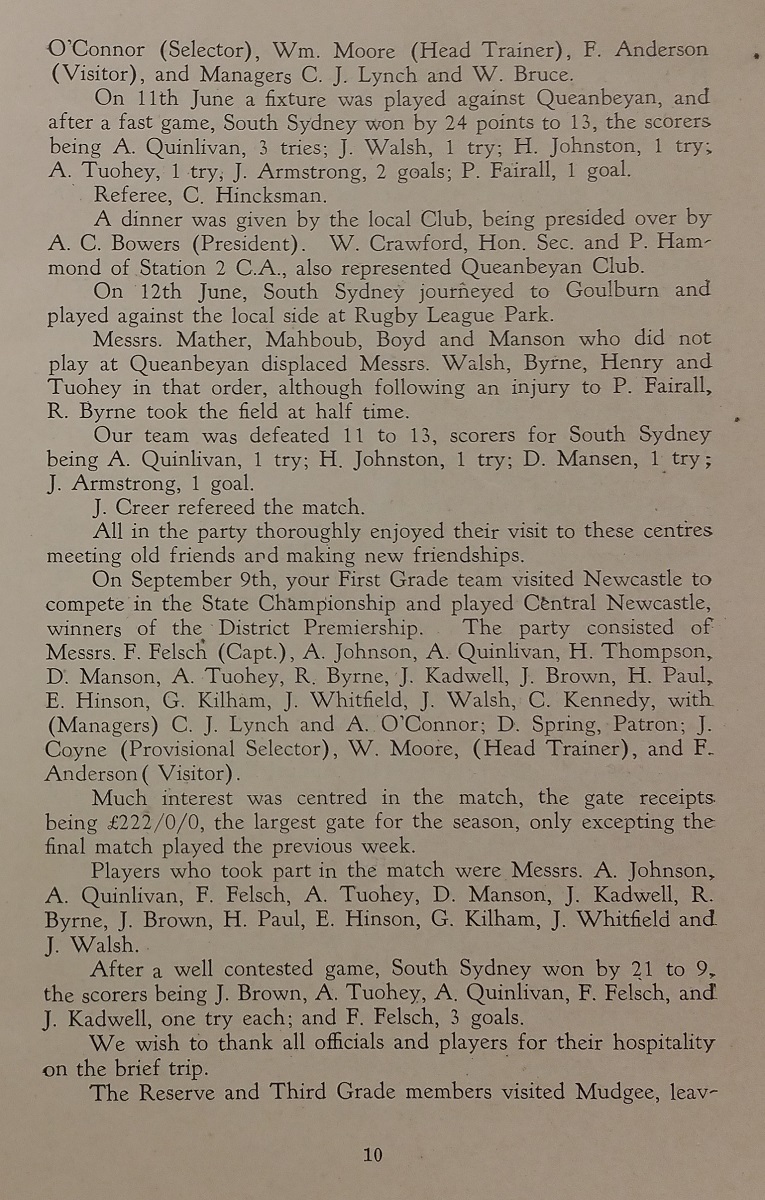 O'Connor (Selector), Wm. Moore (Head Trainer), F. Anderson
(Visitor), and Managers C. J. Lynch and W. Bruce.
On 11th June a fixture was played against Queanbeyan, and
after a fast game, South Sydney won by 24 points to 13, the scorers
being A. Quinlivan, 3 tries; J. Walsh, 1 try; H. Johnston, 1 try;
A. Tuohey, 1 try, J. Armstrong, 2 goals; P. Fairall, 1 goal.
Referee, C. Hincksman.
A dinner was given by the local Club, being presided over by
A. C. Bowers (President). W. Crawford, Hon. Sec. and P. Ham-
mond of Station 2 C.A., also represented Queanbeyan Club.
On 12th June, South Sydney journeyed to Goulburn and
played against the local side at Rugby League Park.
Messrs. Mather, Mahboub, Boyd and Manson who did not
play at Queanbeyan displaced Messrs. Walsh, Byrne, Henry and
Tuohey in that order, although following an injury to P. Fairall,
R. Byrne took the field at half time.
Our team was defeated 11 to 13, scorers for South Sydney
being A. Quinlivan, 1 try; H. Johnston, 1 try; D. Mansen, 1 try;
J. Armstrong, 1 goal.
J. Creer refereed the match.
All in the party thoroughly enjoyed their visit to these centres
meeting old friends and making new friendships.
On September 9th, your First Grade team visited Newcastle to
compete in the State Championship and played Central Newcastle,
winners of the District Premiership. The party consisted of
Messrs. F. Felsch (Capt.), A. Johnson, A. Quinlivan, H. Thompson,
D. Manson, A. Tuohey, R. Byrne, J. Kadwell, J. Brown, H. Paul,
E. Hinson, G. Kilham, J. Whitfield, J. Walsh, C. Kennedy, with
(Managers) C. J. Lynch and A. O'Connor; D. Spring, Patron; J.
Coyne (Provisional Selector), W. Moore, (Head Trainer), and F.
Anderson ( Visitor).
Much interest was centred in the match, the gate receipts
being £222/0/0, the largest gate for the season, only excepting the
final match played the previous week.
Players who took part in the match were Messrs. A. Johnson,
A. Quinlivan, F. Felsch, A. Tuohey, D. Manson, J. Kadwell, R.
Byrne, J. Brown, H. Paul, E. Hinson, G. Kilham, J. Whitfield and
J. Walsh.
After a well contested game, South Sydney won by 21 to 9,
the scorers being J. Brown, A. Tuohey, A. Quinlivan, F. Felsch, and
J. Kadwell, one try each; and F. Felsch, 3 goals.
We wish to thank all officials and players for their hospitality
on the brief trip.
The Reserve and Third Grade members visited Mudgee, leav-
10